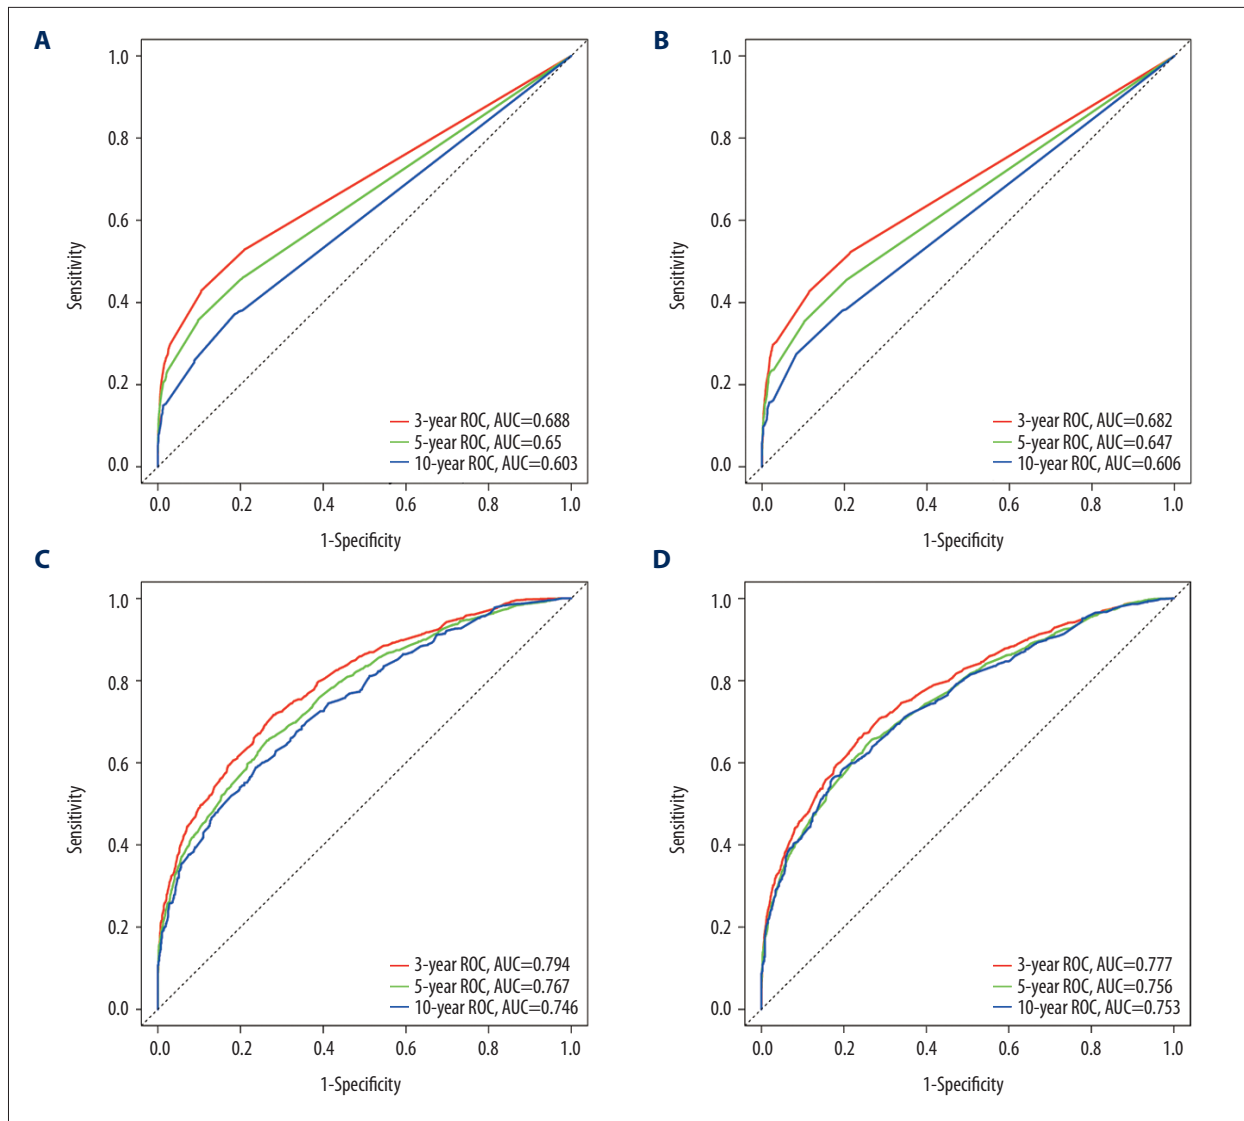 A
1.0
0.8
0.6
0.4
0.2
0.0
Sensitivity
3-year ROC, AUC=0.688
5-year ROC, AUC=0.65
10-year ROC, AUC=0.603
0.0 0.2 0.4 0.6 0.8 1.0
1-Specificity
B
1.0
0.8
0.6
0.4
0.2
0.0
Sensitivity
3-year ROC, AUC=0.682
5-year ROC, AUC=0.647
10-year ROC, AUC=0.606
0.0 0.2 0.4 0.6 0.8 1.0
1-Specificity
C
1.0
0.8
0.6
0.4
0.2
0.0
Sensitivity
3-year ROC, AUC=0.794
5-year ROC, AUC=0.767
10-year ROC, AUC=0.746
0.0 0.2 0.4 0.6 0.8 1.0
1-Specificity
D
1.0
0.8
0.6
0.4
0.2
0.0
Sensitivity
3-year ROC, AUC=0.777
5-year ROC, AUC=0.756
10-year ROC, AUC=0.753
0.0 0.2 0.4 0.6 0.8 1.0
1-Specificity